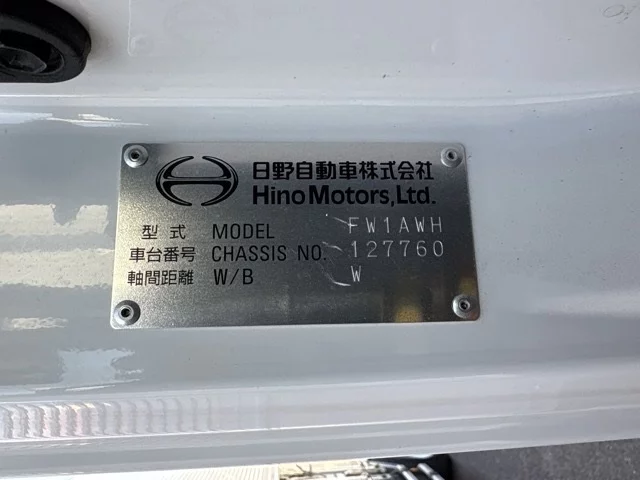 日野自動車株式会社
Hino Motors, Ltd.
型式 MODEL FW1AWH
車台番号 CHASSIS NO. 127760
軸間距離 W/B W